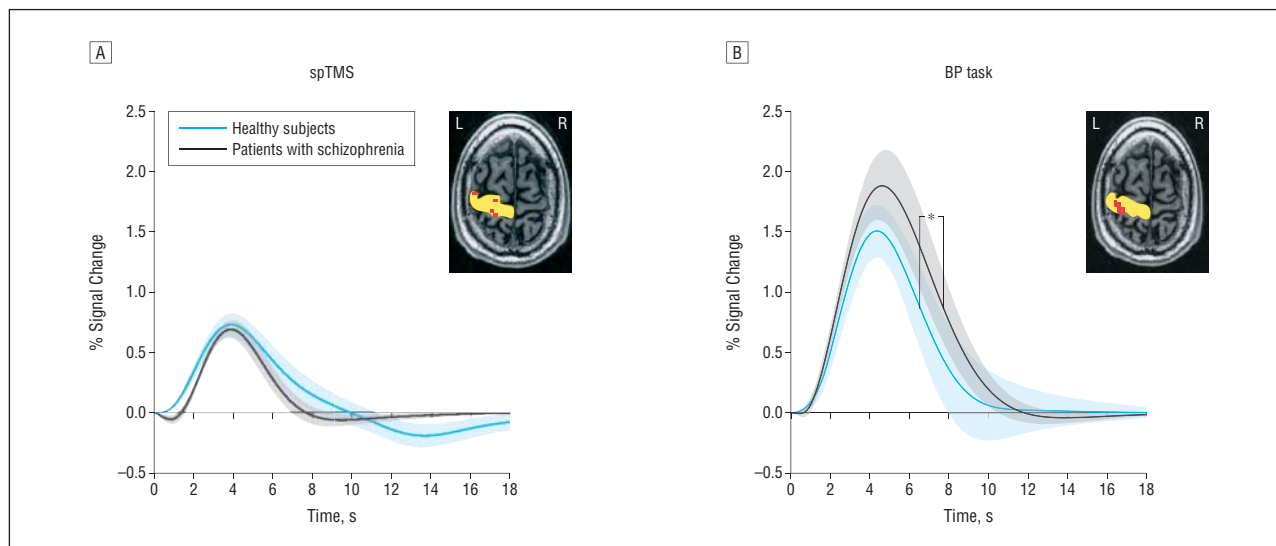 A
spTMS
2.5
2.0
1.5
1.0
0.5
0.0
–0.5
% Signal Change
Healthy subjects
Patients with schizophrenia
L R
0 2 4 6 8 10 12 14 16 18
Time, s
B
BP task
2.5
2.0
1.5
1.0
0.5
0.0
–0.5
% Signal Change
*
L R
0 2 4 6 8 10 12 14 16 18
Time, s